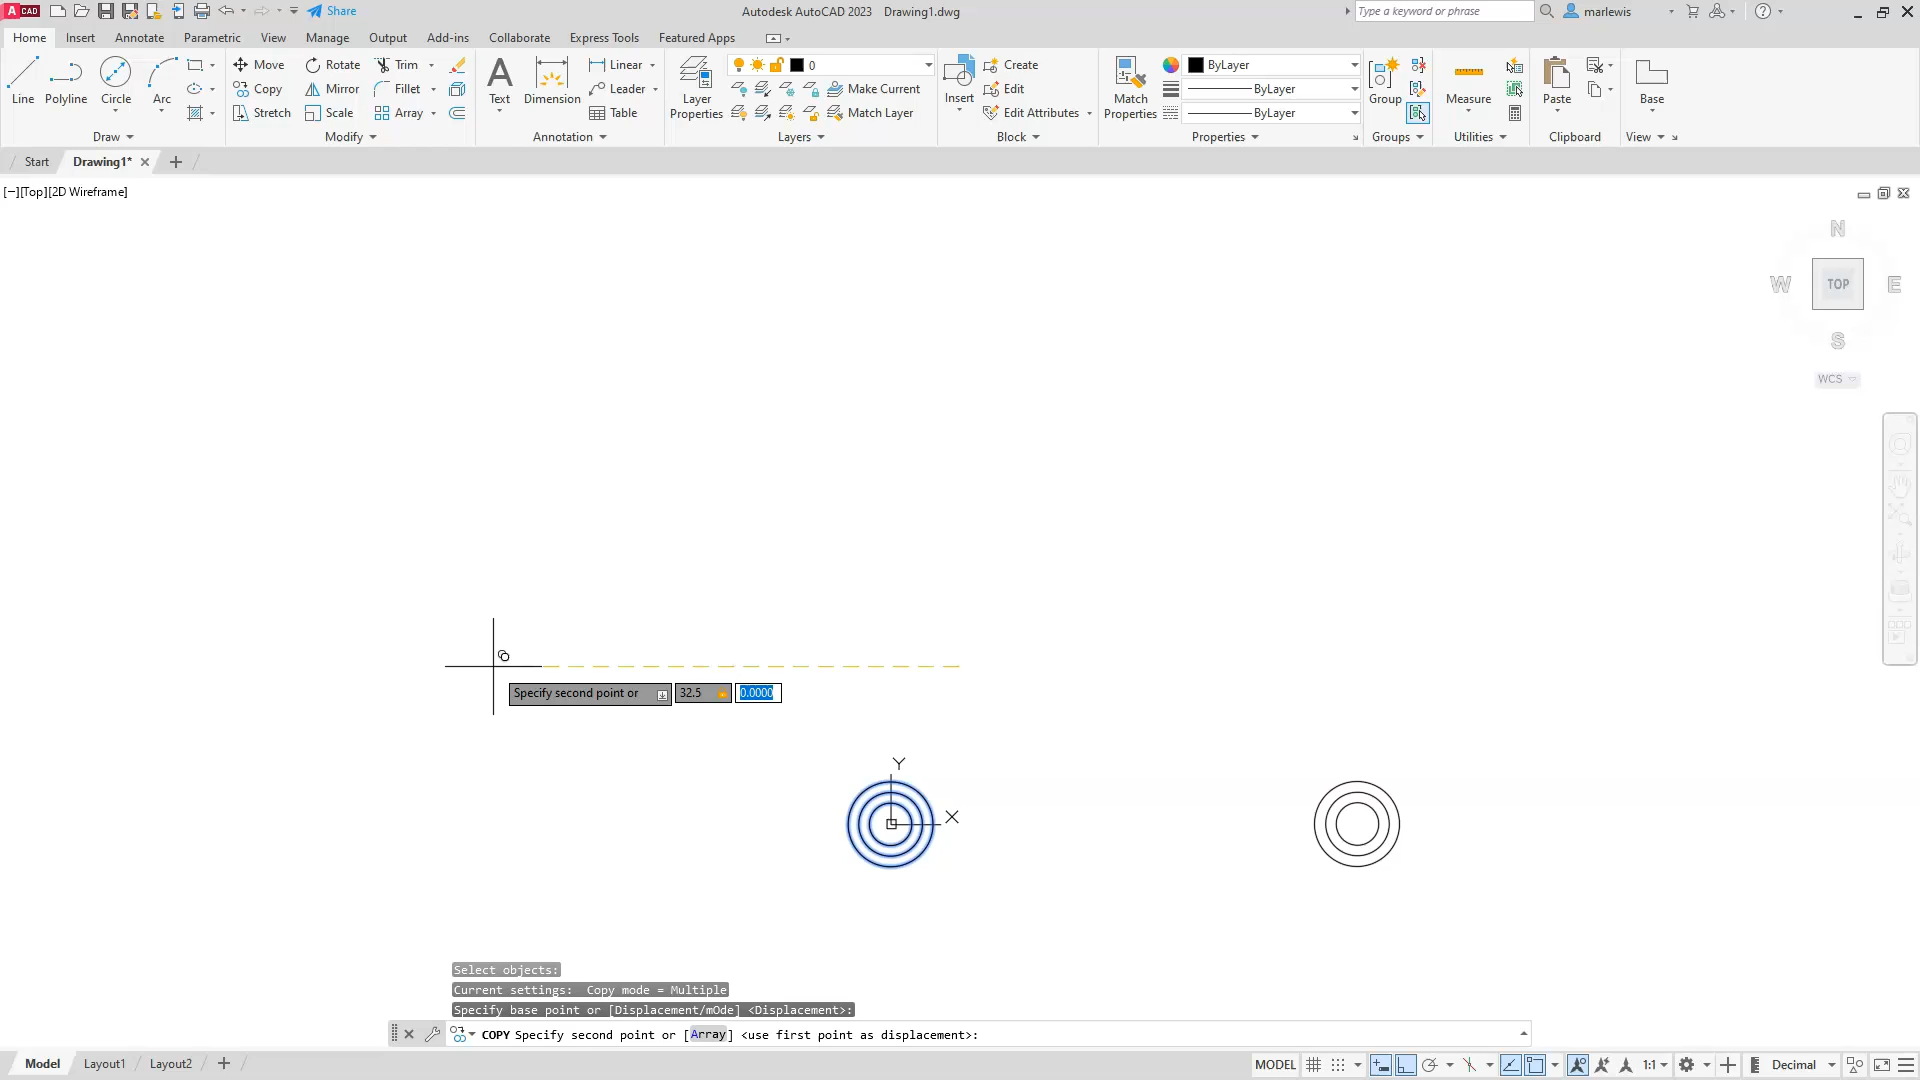 A CAD
Share
Autodesk AutoCAD 2023 Drawing1.dwg
Type a keyword or phrase
marlewis
Home Insert Annotate Parametric View Manage Output Add-ins Collaborate Express Tools Featured Apps
Line Polyline Circle Arc
Draw
Move Rotate Trim
Copy Mirror Fillet
Stretch Scale Array
Modify
Text Dimension
Linear
Leader
Table
Annotation
Layer Properties
0
Make Current
Match Layer
Layers
Insert
Create
Edit
Edit Attributes
Block
Match Properties
ByLayer
ByLayer
ByLayer
Properties
Group
Groups
Measure
Utilities
Paste
Clipboard
Base
View
Start Drawing1*
[−][Top][2D Wireframe]
N
W TOP E
S
WCS
Specify second point or 32.5 0.0000
Y
X
Select objects:
Current settings: Copy mode = Multiple
Specify base point or [Displacement/mOde] <Displacement>:
COPY Specify second point or [Array] <use first point as displacement>:
Model Layout1 Layout2
MODEL 1:1 Decimal